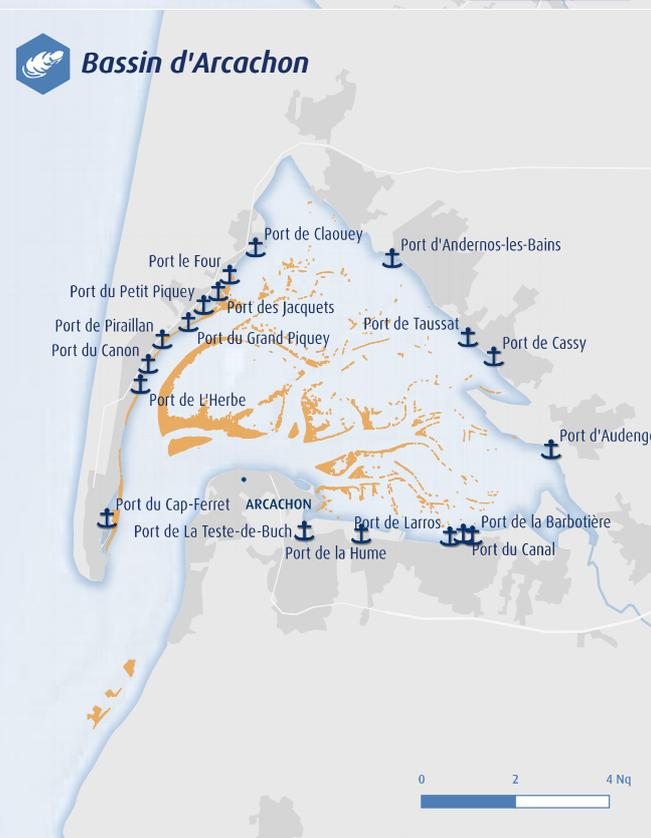 Bassin d'Arcachon
Port de Claouey
Port d'Andernos-les-Bains
Port le Four
Port du Petit Piquey
Port des Jacquets
Port de Piraillan
Port du Grand Piquey
Port de Taussat
Port de Cassy
Port du Canon
Port de L'Herbe
Port d'Audenge
Port du Cap-Ferret
ARCACHON
Port de La Teste-de-Buch
Port de Larros
Port de la Barbotière
Port de la Hume
Port du Canal
0 2 4 Nq